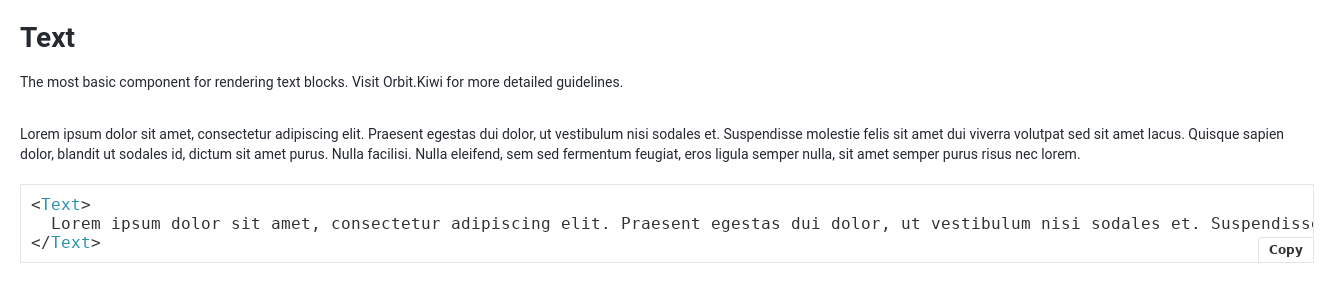 Text
The most basic component for rendering text blocks. Visit Orbit.Kiwi for more detailed guidelines.
Lorem ipsum dolor sit amet, consectetur adipiscing elit. Praesent egestas dui dolor, ut vestibulum nisi sodales et. Suspendisse molestie felis sit amet dui viverra volutpat sed sit amet lacus. Quisque sapien
dolor, blandit ut sodales id, dictum sit amet purus. Nulla facilisi. Nulla eleifend, sem sed fermentum feugiat, eros ligula semper nulla, sit amet semper purus risus nec lorem.
<Text>
  Lorem ipsum dolor sit amet, consectetur adipiscing elit. Praesent egestas dui dolor, ut vestibulum nisi sodales et. Suspendisse
</Text>
Copy